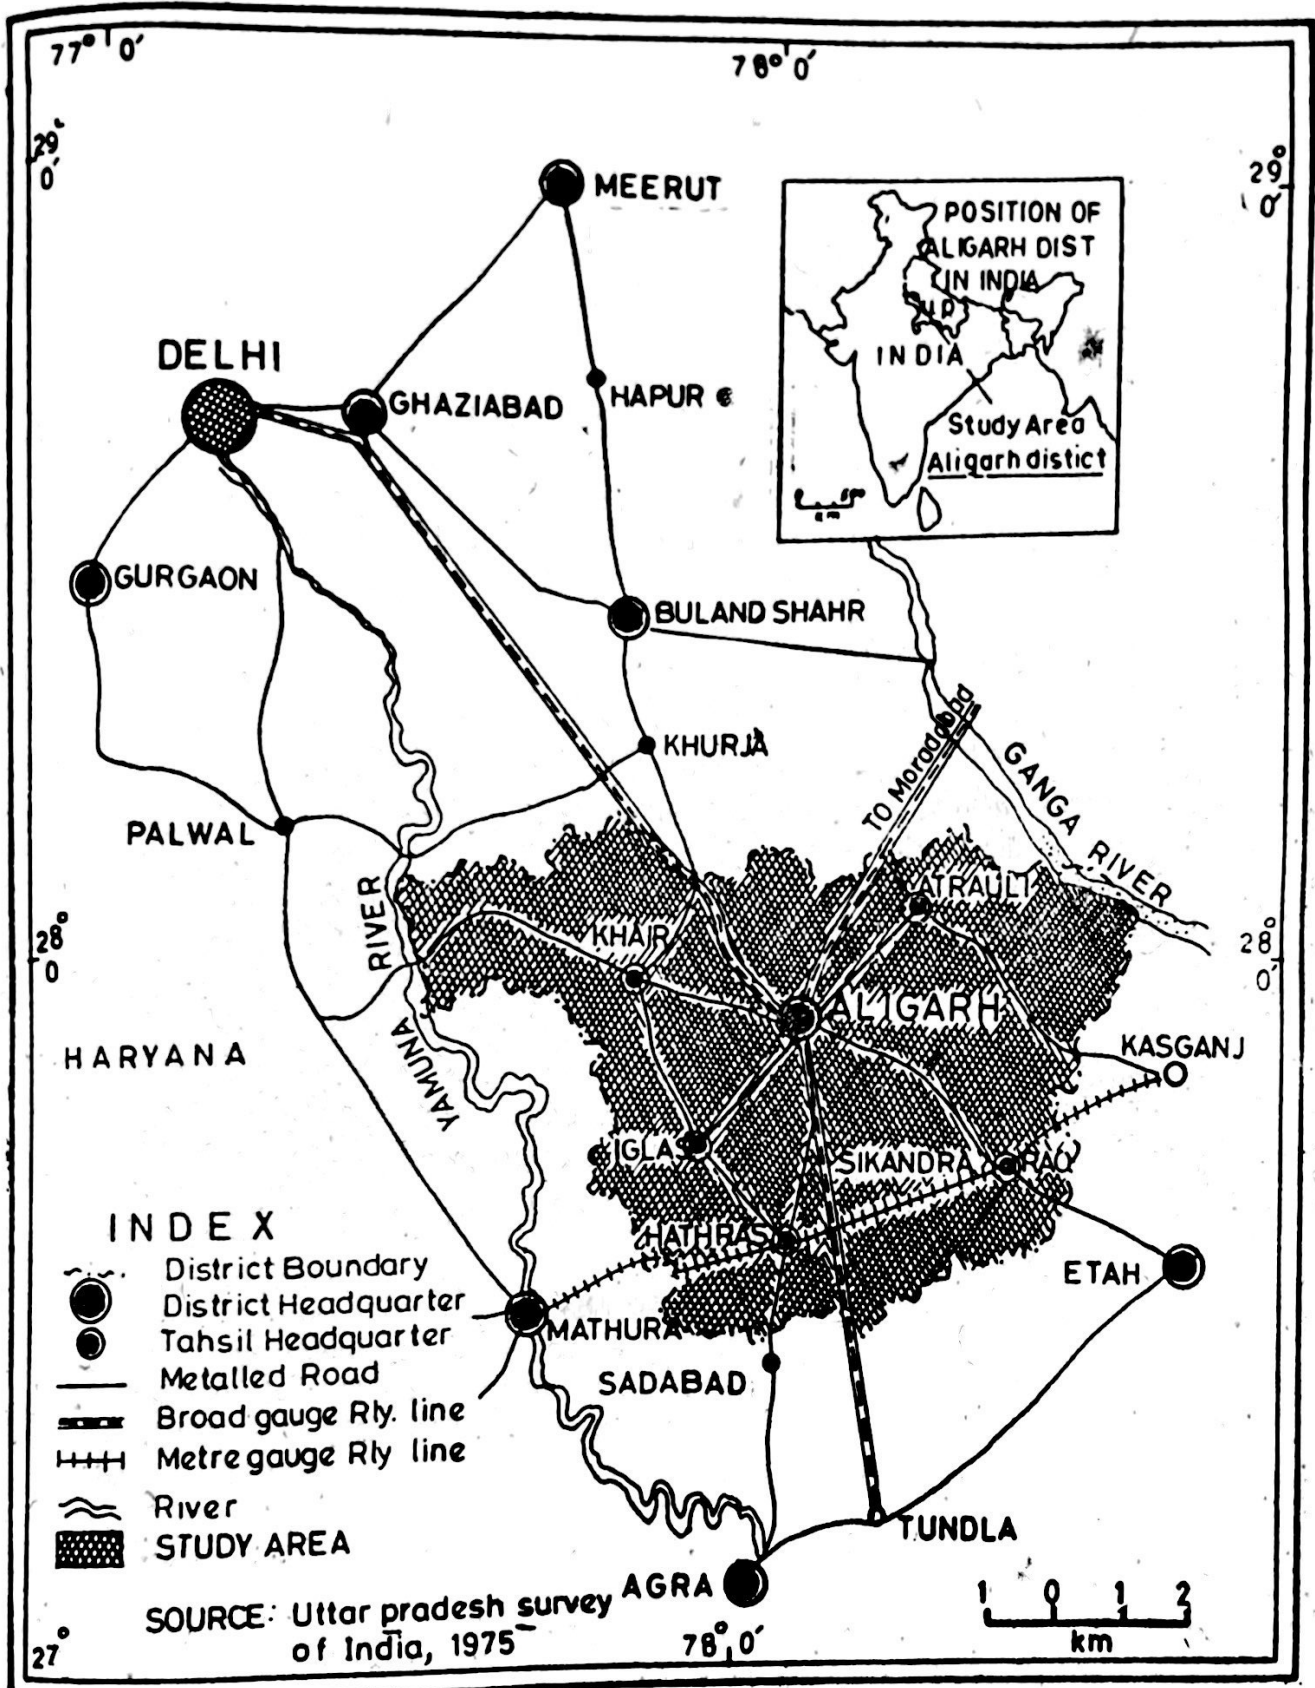 77° 0'
78° 0'
29°
0'
29°
0'
MEERUT
POSITION OF
ALIGARH DIST
IN INDIA
U.P.
INDIA
Study Area
Aligarh distict
km
DELHI
GHAZIABAD
HAPUR
GURGAON
BULAND SHAHR
KHURJA
TO Moradabad
GANGA RIVER
PALWAL
ATRAULI
KHAIR
RIVER
28°
0
28°
0'
ALIGARH
HARYANA
YAMUNA
KASGANJ
IGLAS
SIKANDRA RAO
HATHRAS
ETAH
MATHURA
SADABAD
TUNDLA
AGRA
INDEX
District Boundary
District Headquarter
Tahsil Headquarter
Metalled Road
Broad gauge Rly. line
Metre gauge Rly line
River
STUDY AREA
SOURCE: Uttar pradesh survey
of India, 1975
27°
78° 0'
1 0 1 2
km